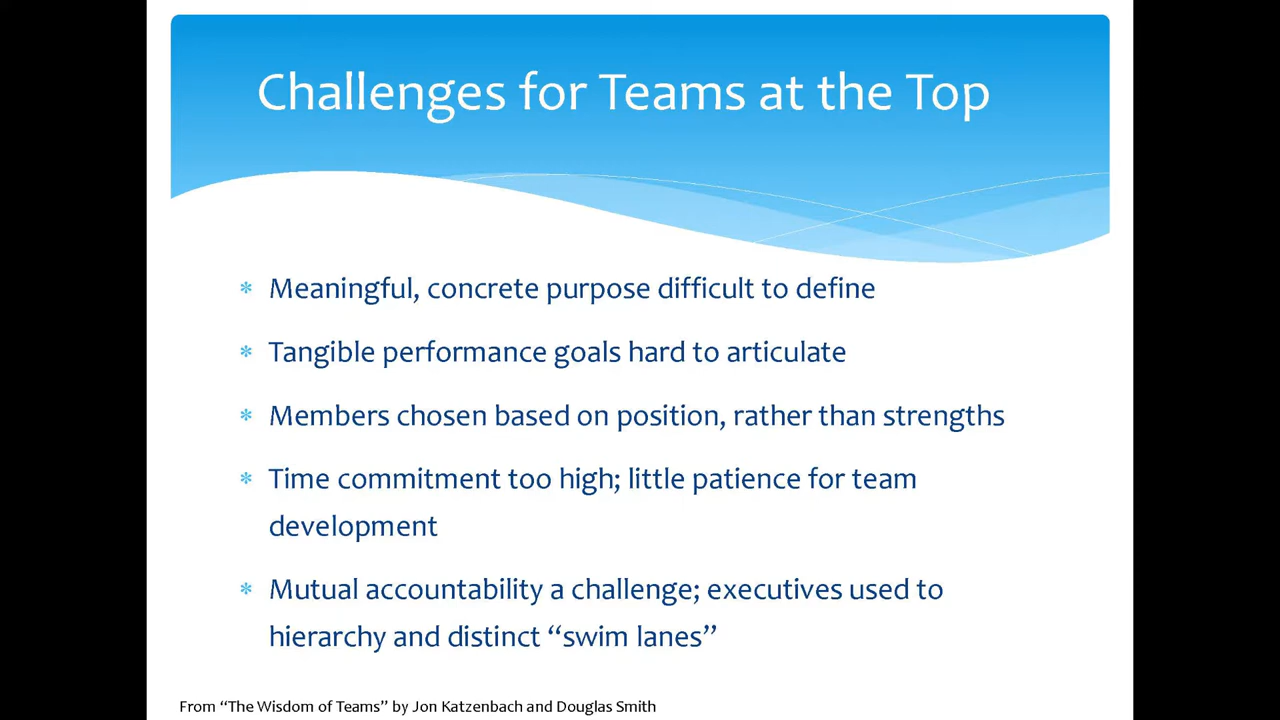 Challenges for Teams at the Top
* Meaningful, concrete purpose difficult to define
* Tangible performance goals hard to articulate
* Members chosen based on position, rather than strengths
* Time commitment too high; little patience for team
development
* Mutual accountability a challenge; executives used to
hierarchy and distinct “swim lanes”
From “The Wisdom of Teams” by Jon Katzenbach and Douglas Smith